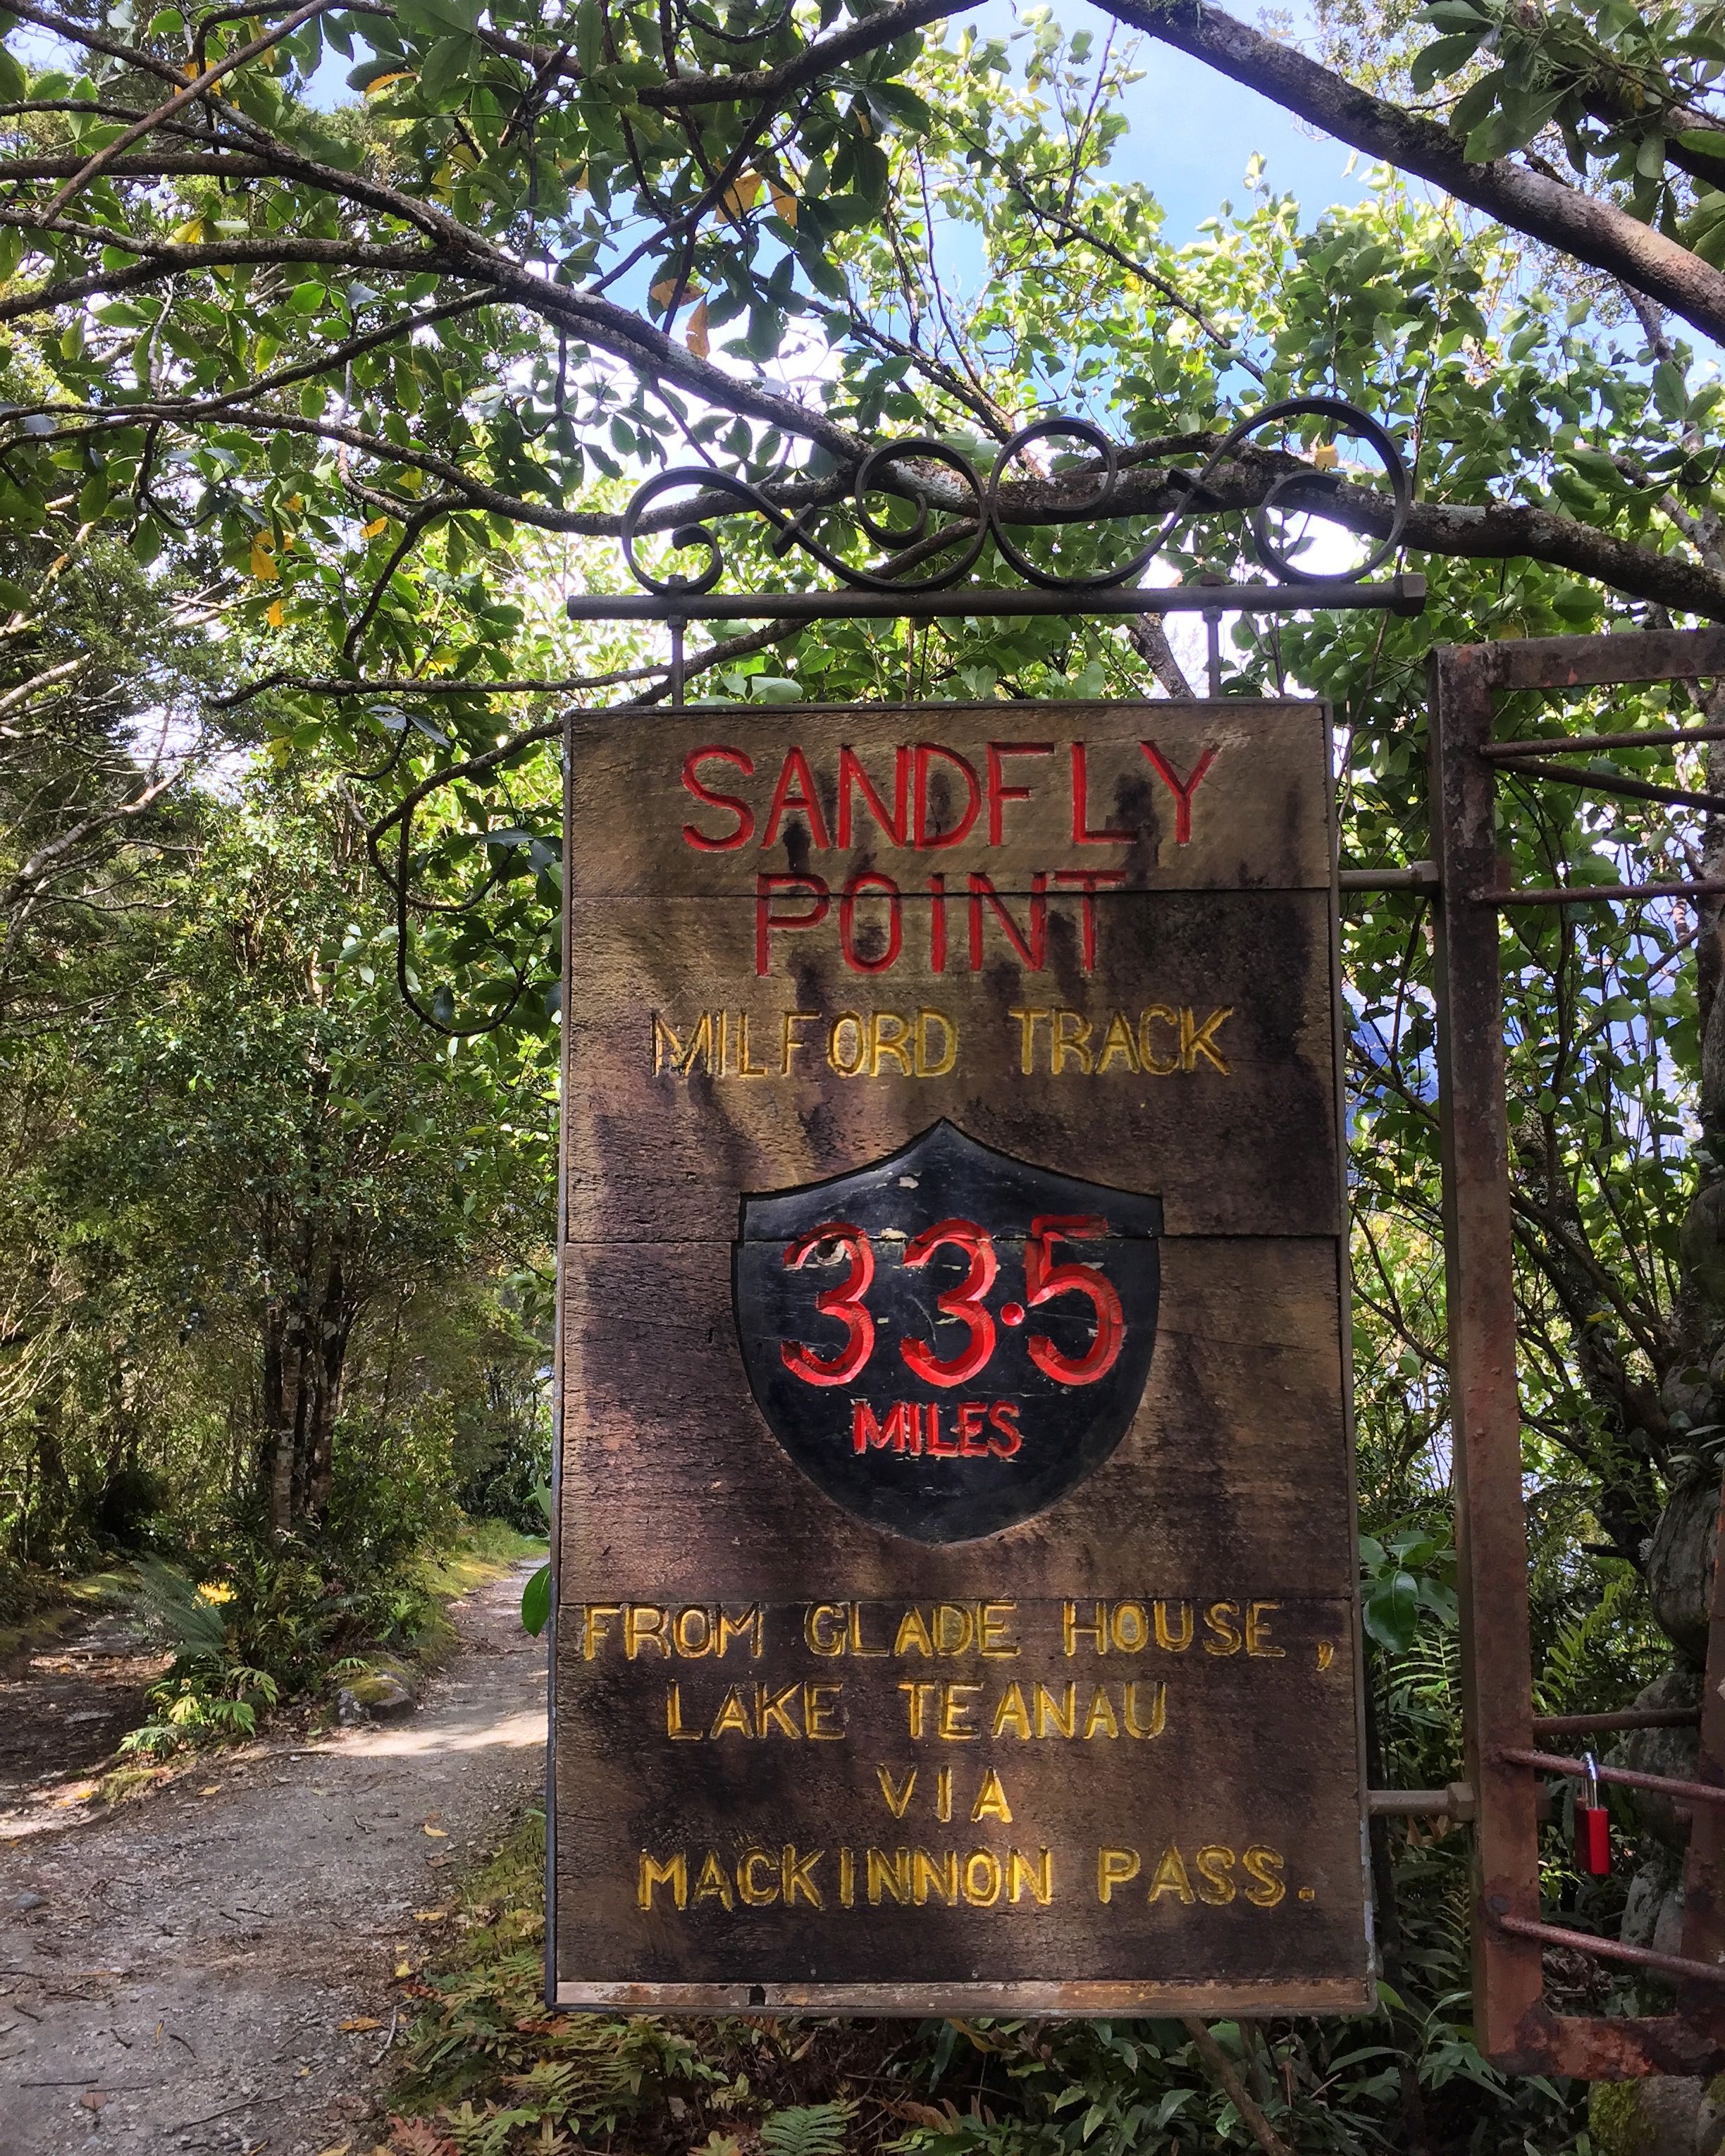 SANDFLY
POINT
MILFORD TRACK
33·5
MILES
FROM GLADE HOUSE,
LAKE TEANAU
VIA
MACKINNON PASS.